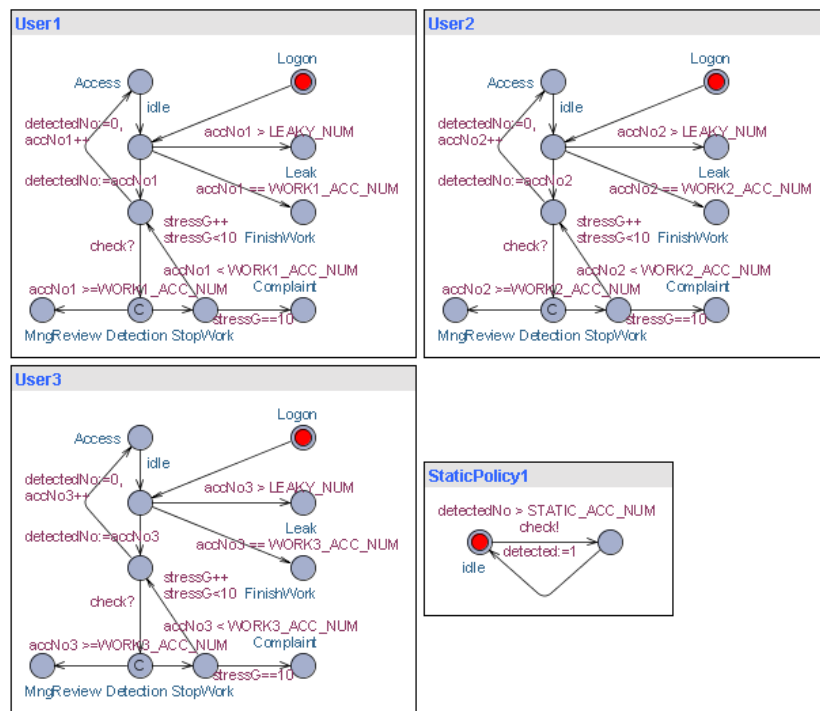 User1
Logon
Access
idle
detectedNo:=0,
accNo1++
accNo1 > LEAKY_NUM
Leak
detectedNo:=accNo1
accNo1 == WORK1_ACC_NUM
stressG++
stressG<10
FinishWork
check?
accNo1 < WORK1_ACC_NUM
accNo1 >=WORK1_ACC_NUM
Complaint
C
stressG==10
MngReview Detection StopWork
User2
Logon
Access
idle
detectedNo:=0,
accNo2++
accNo2 > LEAKY_NUM
Leak
detectedNo:=accNo2
accNo2 == WORK2_ACC_NUM
stressG++
stressG<10
FinishWork
check?
accNo2 < WORK2_ACC_NUM
accNo2 >=WORK2_ACC_NUM
Complaint
C
stressG==10
MngReview Detection StopWork
User3
Logon
Access
idle
detectedNo:=0,
accNo3++
accNo3 > LEAKY_NUM
Leak
detectedNo:=accNo3
accNo3 == WORK3_ACC_NUM
stressG++
stressG<10
FinishWork
check?
accNo3 < WORK3_ACC_NUM
accNo3 >=WORK3_ACC_NUM
Complaint
C
stressG==10
MngReview Detection StopWork
StaticPolicy1
detectedNo > STATIC_ACC_NUM
check!
detected:=1
idle